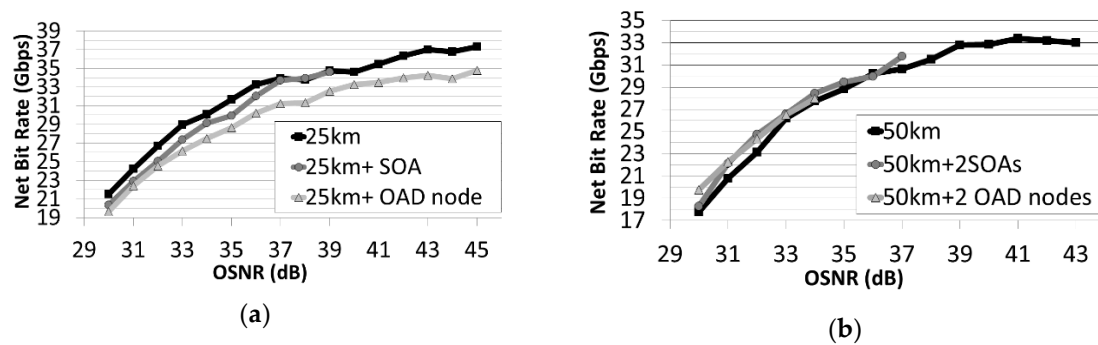 39
37
35
33
31
29
27
25
23
21
19
Net Bit Rate (Gbps)
25km
25km+ SOA
25km+ OAD node
29 31 33 35 37 39 41 43 45
OSNR (dB)
(a)
35
33
31
29
27
25
23
21
19
17
Net Bit Rate (Gbps)
50km
50km+2SOAs
50km+2 OAD nodes
29 31 33 35 37 39 41 43
OSNR (dB)
(b)